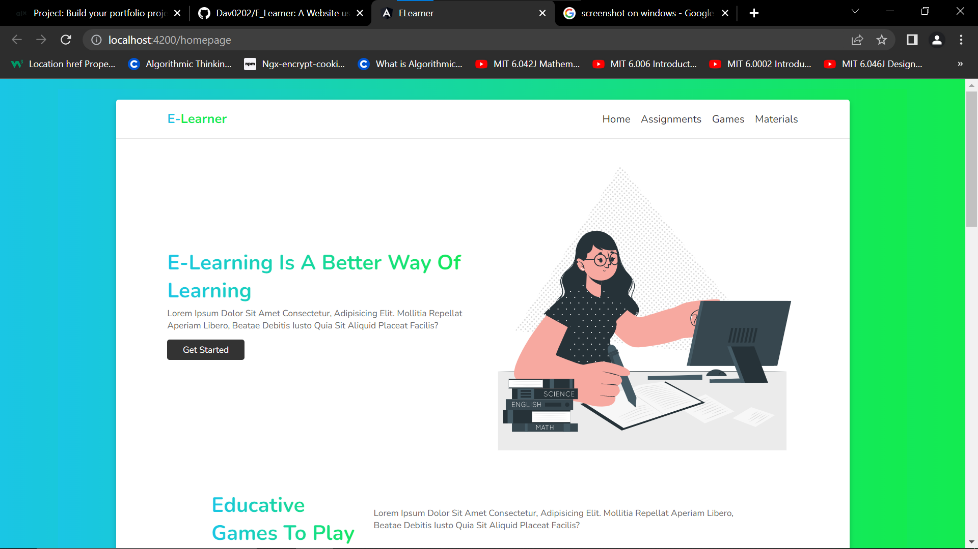 Project: Build your portfolio proje
Dav0202/E_Learner: A Website us
ELearner
screenshot on windows - Google
localhost:4200/homepage
Location href Prope...
Algorithmic Thinkin...
Ngx-encrypt-cooki...
What is Algorithmic...
MIT 6.042J Mathem...
MIT 6.006 Introduct...
MIT 6.0002 Introdu...
MIT 6.046J Design...
»
E-Learner
Home Assignments Games Materials
E-Learning Is A Better Way Of
Learning
Lorem Ipsum Dolor Sit Amet Consectetur, Adipisicing Elit. Mollitia Repellat
Aperiam Libero, Beatae Debitis Iusto Quia Sit Aliquid Placeat Facilis?
Get Started
SCIENCE
ENGLISH
MATH
Educative
Games To Play
Lorem Ipsum Dolor Sit Amet Consectetur, Adipisicing Elit. Mollitia Repellat Aperiam Libero,
Beatae Debitis Iusto Quia Sit Aliquid Placeat Facilis?